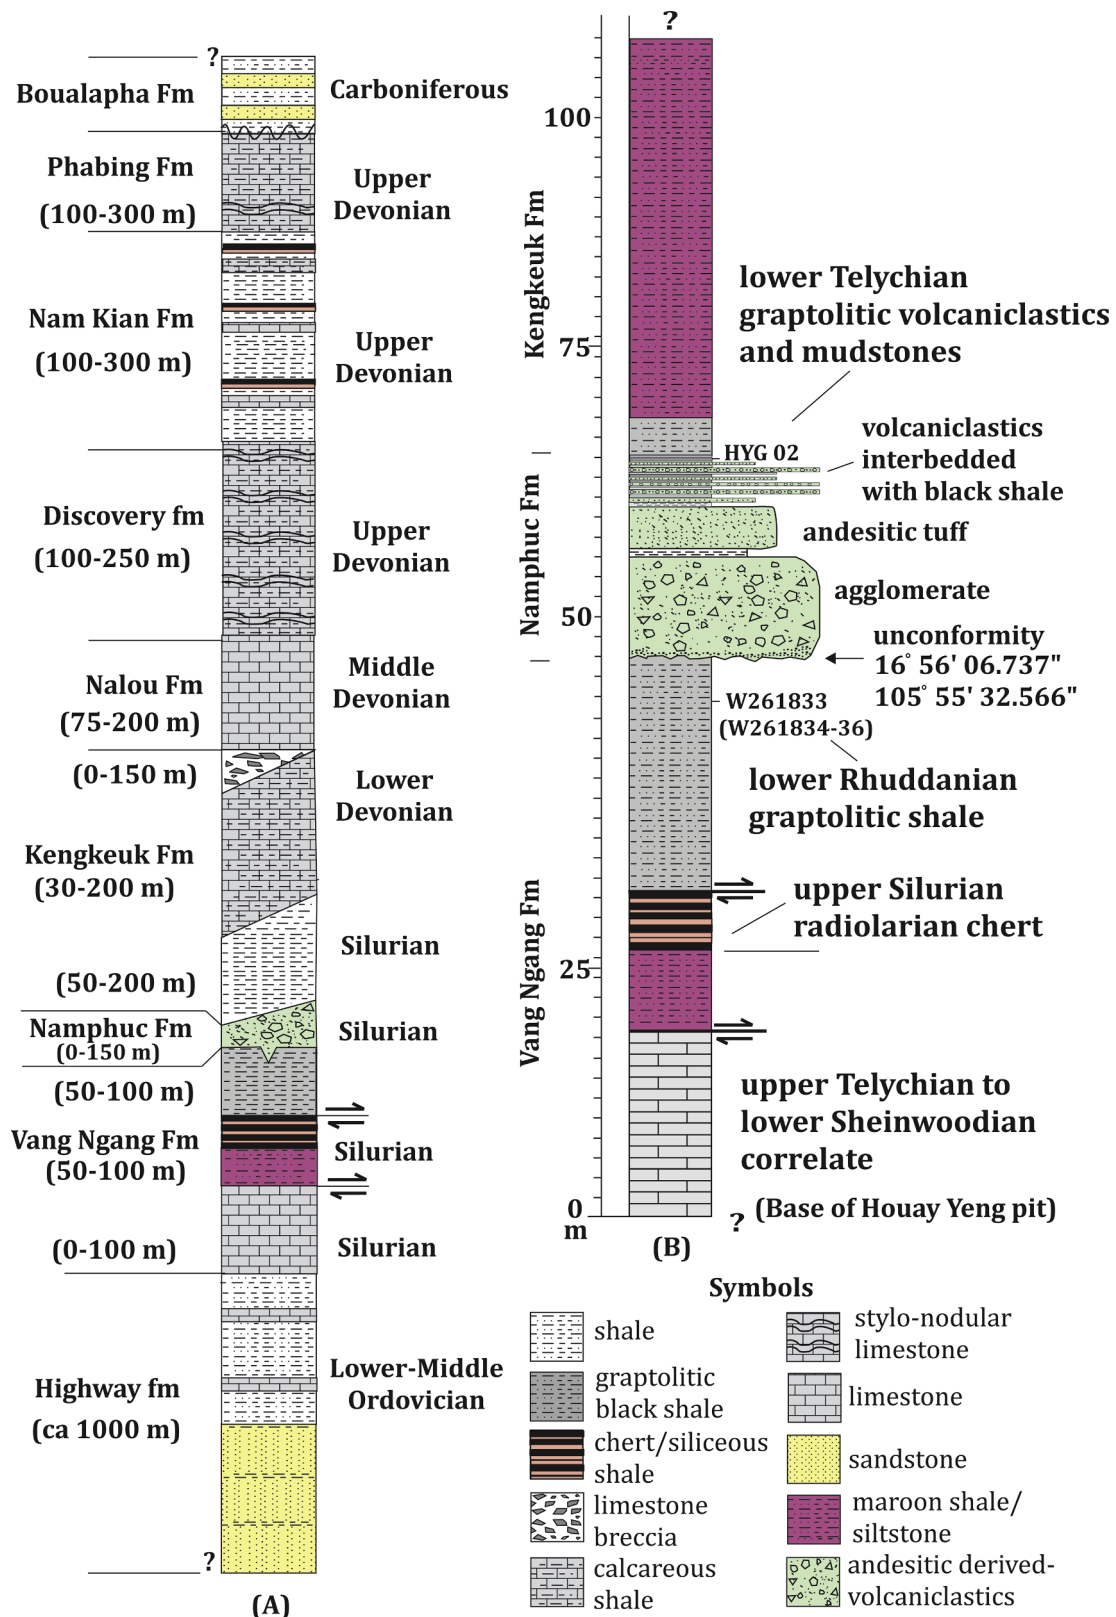 ?
Boualapha Fm
Carboniferous
Phabing Fm
(100-300 m)
Upper
Devonian
Nam Kian Fm
(100-300 m)
Upper
Devonian
Discovery fm
(100-250 m)
Upper
Devonian
Nalou Fm
(75-200 m)
Middle
Devonian
(0-150 m)
Lower
Devonian
Kengkeuk Fm
(30-200 m)
Silurian
(50-200 m)
Namphuc Fm
(0-150 m)
Silurian
(50-100 m)
Vang Ngang Fm
(50-100 m)
Silurian
(0-100 m)
Silurian
Highway fm
(ca 1000 m)
Lower-Middle
Ordovician
?
(A)
?
100
75
50
25
0
m
Kengkeuk Fm
Namphuc Fm
Vang Ngang Fm
lower Telychian
graptolitic volcaniclastics
and mudstones
HYG 02
volcaniclastics
interbedded
with black shale
andesitic tuff
agglomerate
unconformity
16° 56' 06.737"
105° 55' 32.566"
W261833
(W261834-36)
lower Rhuddanian
graptolitic shale
upper Silurian
radiolarian chert
upper Telychian to
lower Sheinwoodian
correlate
? (Base of Houay Yeng pit)
(B)
Symbols
shale
graptolitic
black shale
chert/siliceous
shale
limestone
breccia
calcareous
shale
stylo-nodular
limestone
limestone
sandstone
maroon shale/
siltstone
andesitic derived-
volcaniclastics